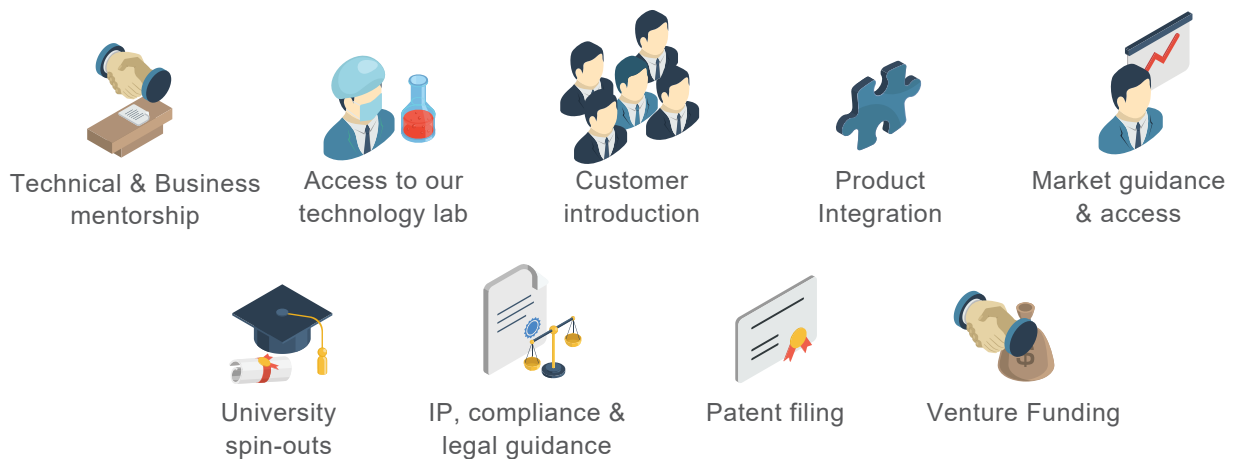 Technical & Business
mentorship
Access to our
technology lab
Customer
introduction
Product
Integration
Market guidance
& access
University
spin-outs
IP, compliance &
legal guidance
Patent filing
$
Venture Funding